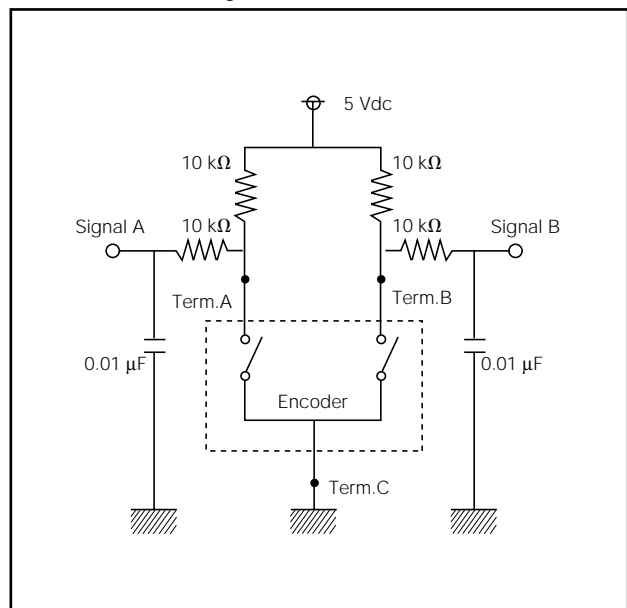 5 Vdc
10 kΩ 10 kΩ
10 kΩ 10 kΩ
Signal A Signal B
Term.A Term.B
0.01 µF 0.01 µF
Encoder
Term.C